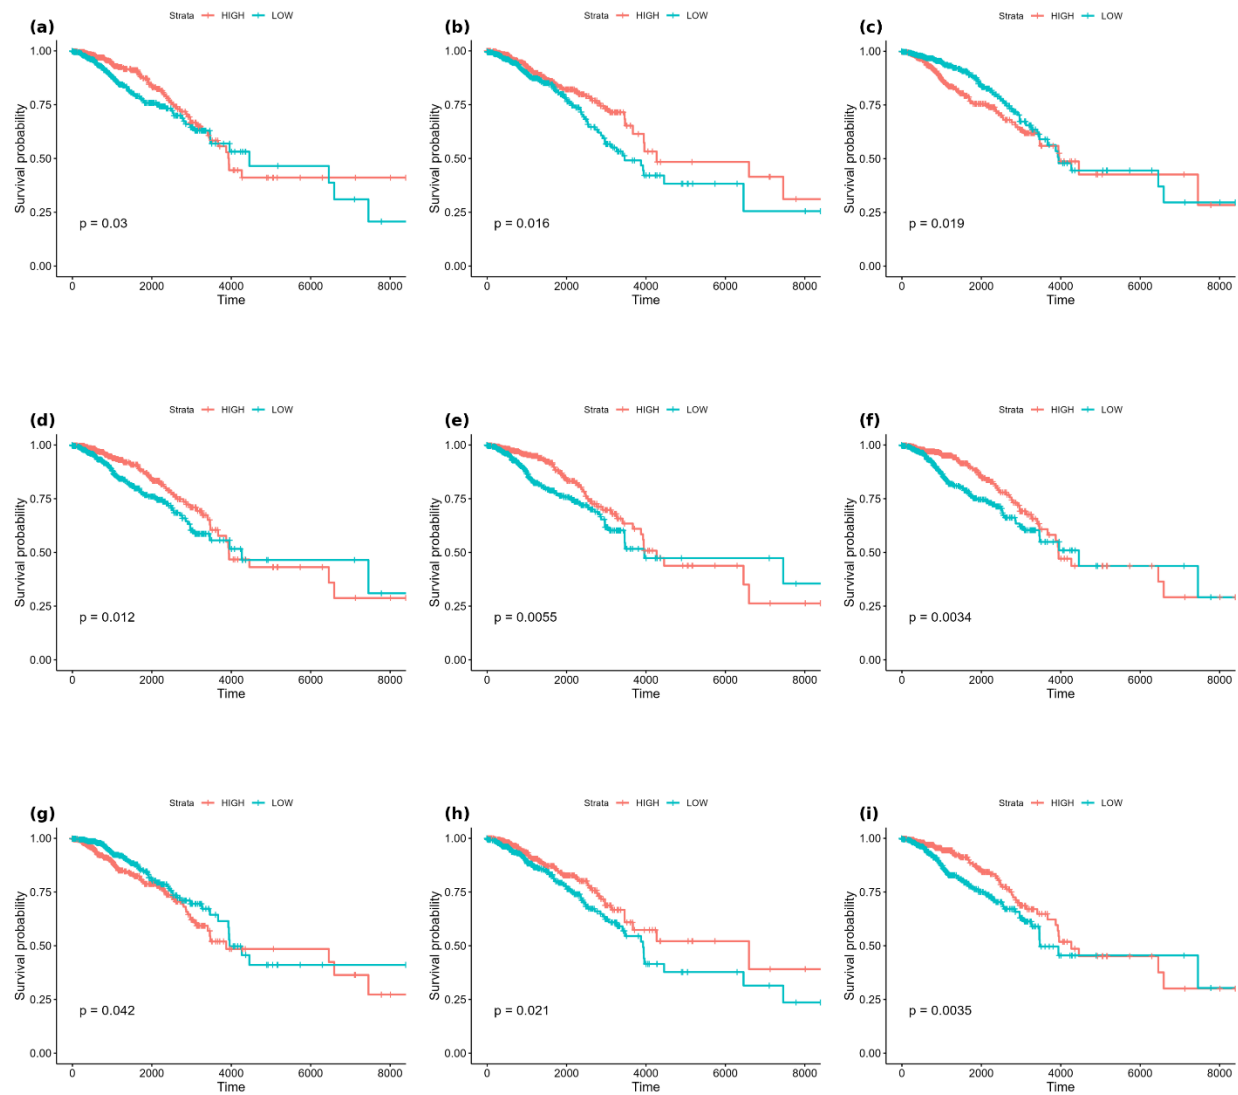 (a) Strata HIGH LOW
Survival probability
1.00
0.75
0.50
0.25
0.00
p = 0.03
0 2000 4000 6000 8000
Time
(b) Strata HIGH LOW
Survival probability
1.00
0.75
0.50
0.25
0.00
p = 0.016
0 2000 4000 6000 8000
Time
(c) Strata HIGH LOW
Survival probability
1.00
0.75
0.50
0.25
0.00
p = 0.019
0 2000 4000 6000 8000
Time
(d) Strata HIGH LOW
Survival probability
1.00
0.75
0.50
0.25
0.00
p = 0.012
0 2000 4000 6000 8000
Time
(e) Strata HIGH LOW
Survival probability
1.00
0.75
0.50
0.25
0.00
p = 0.0055
0 2000 4000 6000 8000
Time
(f) Strata HIGH LOW
Survival probability
1.00
0.75
0.50
0.25
0.00
p = 0.0034
0 2000 4000 6000 8000
Time
(g) Strata HIGH LOW
Survival probability
1.00
0.75
0.50
0.25
0.00
p = 0.042
0 2000 4000 6000 8000
Time
(h) Strata HIGH LOW
Survival probability
1.00
0.75
0.50
0.25
0.00
p = 0.021
0 2000 4000 6000 8000
Time
(i) Strata HIGH LOW
Survival probability
1.00
0.75
0.50
0.25
0.00
p = 0.0035
0 2000 4000 6000 8000
Time